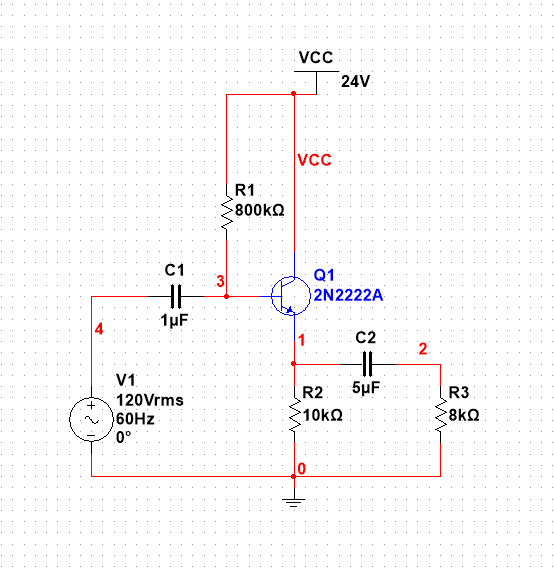 VCC
24V
VCC
R1
800kΩ
C1
1µF
3
Q1
2N2222A
4
1
C2
5µF
2
V1
120Vrms
60Hz
0°
R2
10kΩ
R3
8kΩ
0